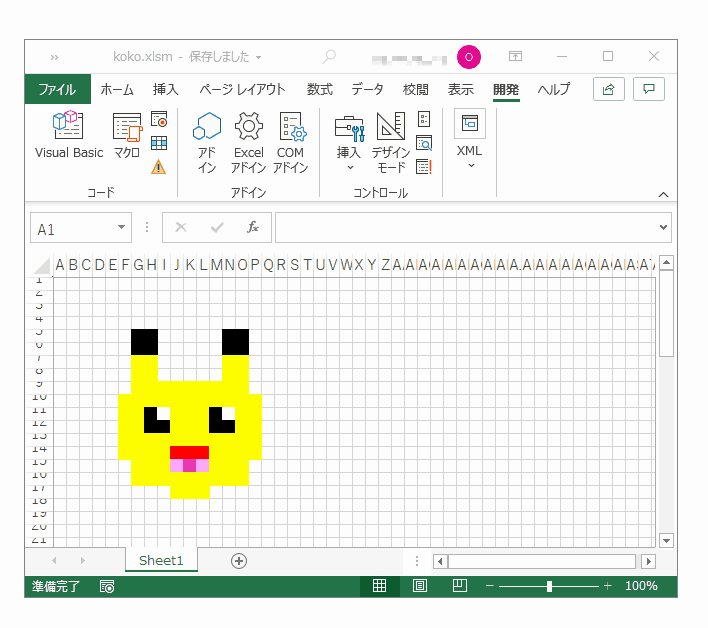 koko.xlsm - 保存しました
O
ファイル ホーム 挿入 ページ レイアウト 数式 データ 校閲 表示 開発 ヘルプ
Visual Basic マクロ アドイン Excel アドイン COM アドイン 挿入 デザイン モード XML
コード アドイン コントロール
A1 fx
A B C D E F G H I J K L M N O P Q R S T U V W X Y Z
1
2
3
4
5
6
7
8
9
10
11
12
13
14
15
16
17
18
19
20
21
Sheet1
準備完了 100%